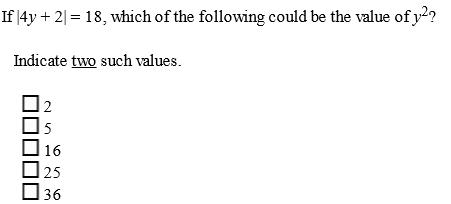 If |4y + 2| = 18, which of the following could be the value of y²?
Indicate two such values.
2
5
16
25
36